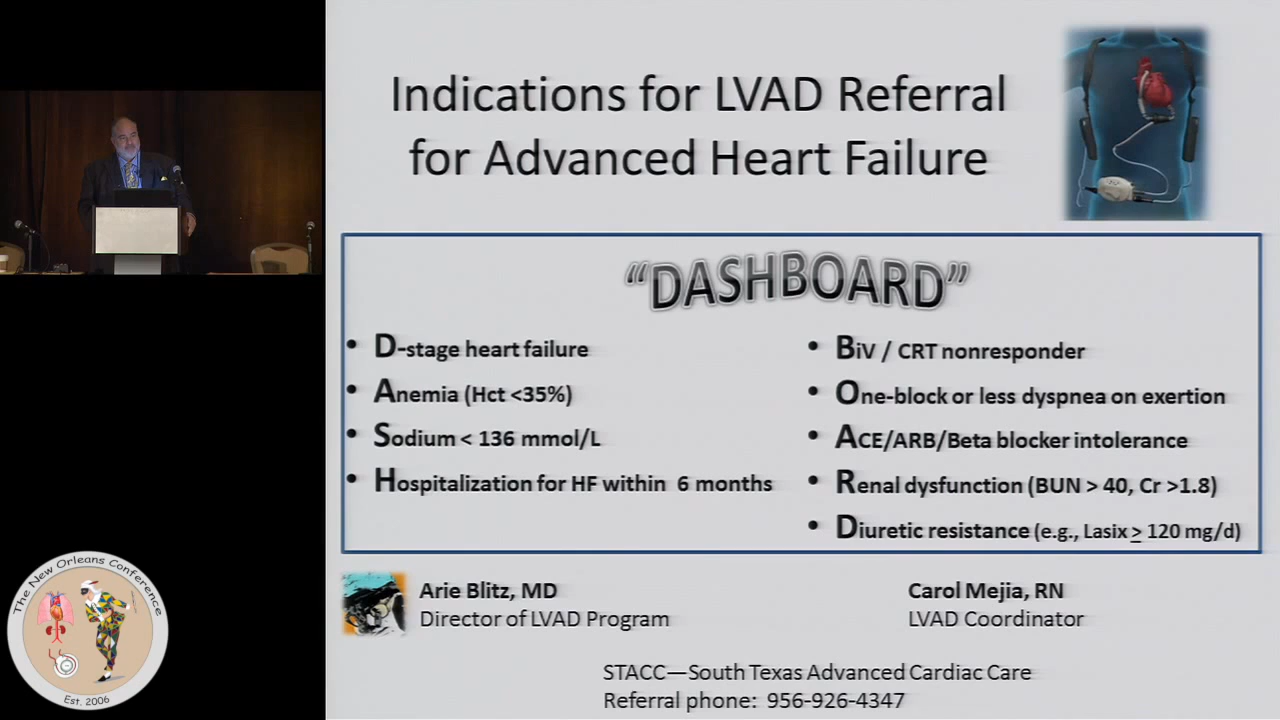 Indications for LVAD Referral
for Advanced Heart Failure
“DASHBOARD”
• D-stage heart failure
• Anemia (Hct <35%)
• Sodium < 136 mmol/L
• Hospitalization for HF within 6 months
• BiV / CRT nonresponder
• One-block or less dyspnea on exertion
• ACE/ARB/Beta blocker intolerance
• Renal dysfunction (BUN > 40, Cr >1.8)
• Diuretic resistance (e.g., Lasix ≥ 120 mg/d)
Arie Blitz, MD
Director of LVAD Program
Carol Mejia, RN
LVAD Coordinator
STACC—South Texas Advanced Cardiac Care
Referral phone: 956-926-4347
The New Orleans Conference
Est. 2006